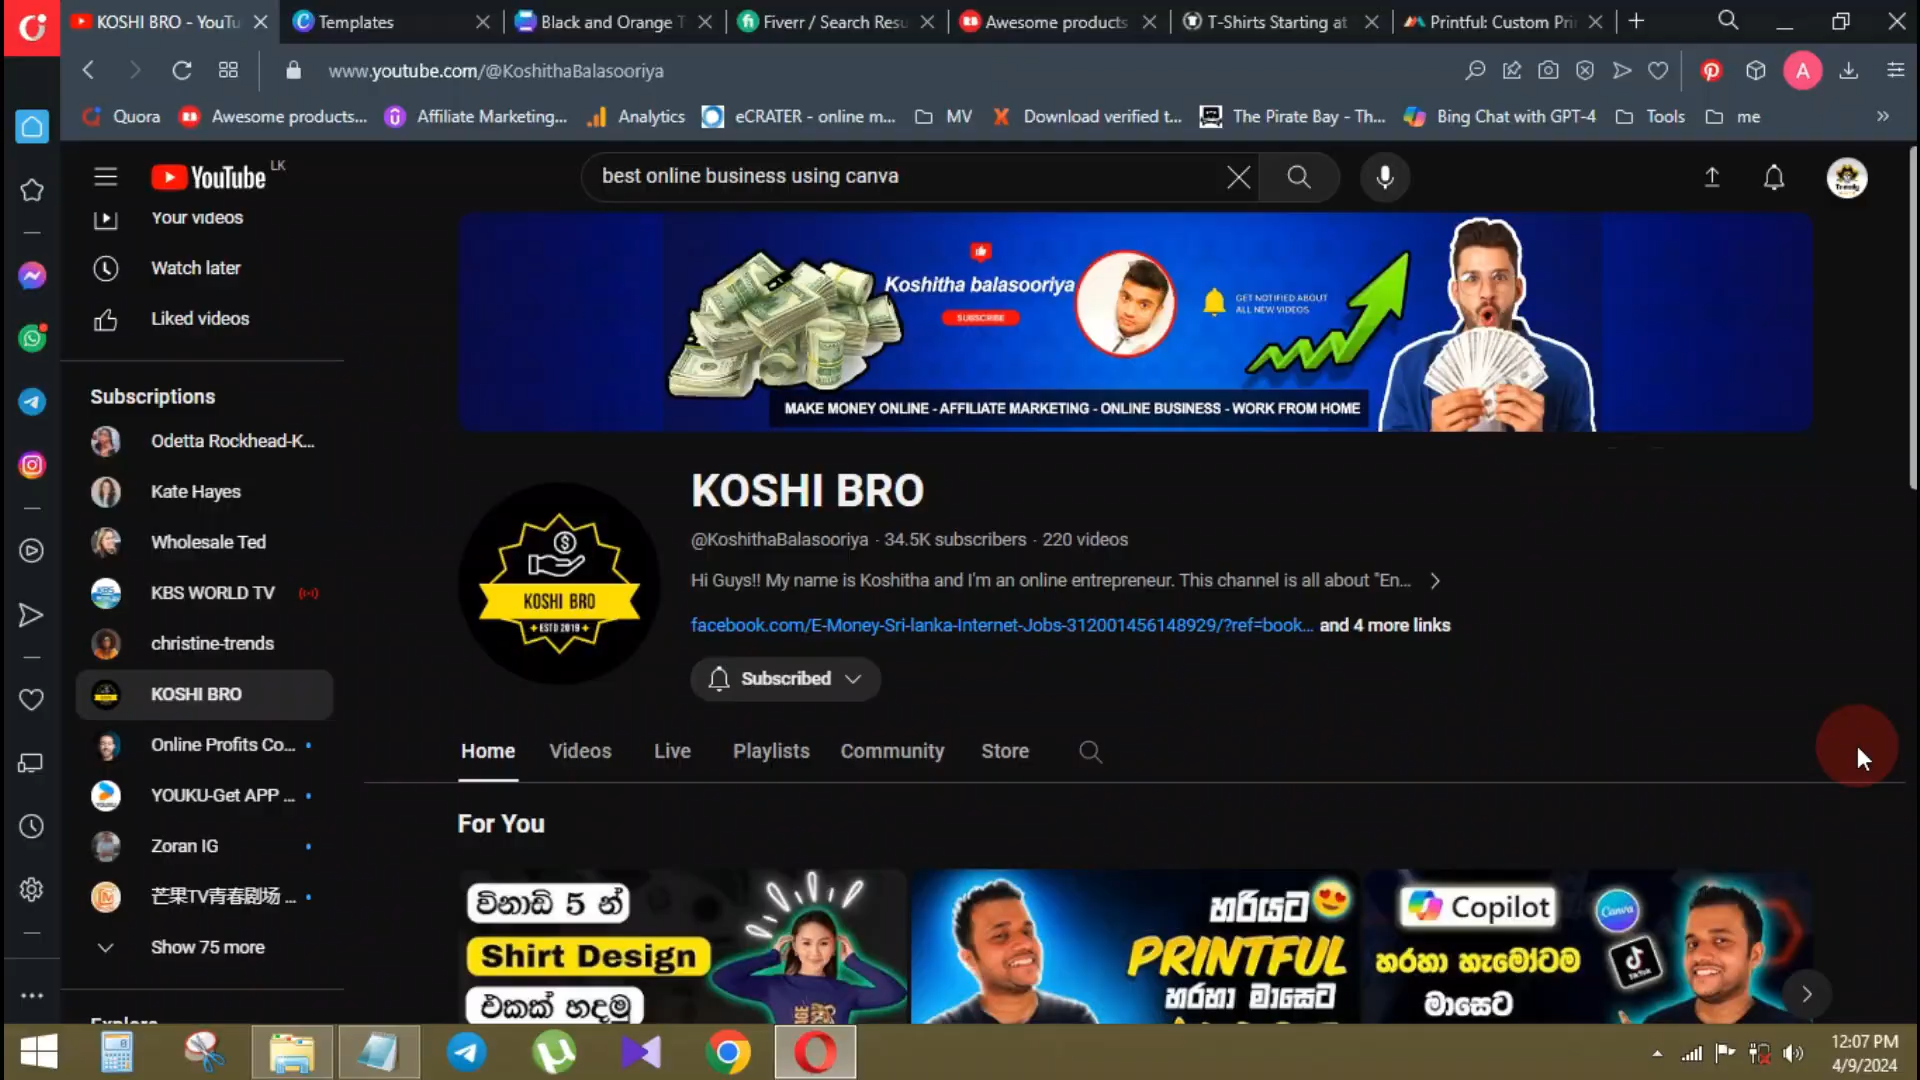 KOSHI BRO - YouTu
Templates
Black and Orange T
Fiverr / Search Resu
Awesome products
T-Shirts Starting at
Printful: Custom Prin
www.youtube.com/@KoshithaBalasooriya
A
Quora
Awesome products...
Affiliate Marketing...
Analytics
eCRATER - online m...
MV
Download verified t...
The Pirate Bay - Th...
Bing Chat with GPT-4
Tools
me
YouTube
LK
best online business using canva
Your videos
Watch later
Liked videos
Subscriptions
Odetta Rockhead-K...
Kate Hayes
Wholesale Ted
KBS WORLD TV
christine-trends
KOSHI BRO
Online Profits Co...
YOUKU-Get APP ...
Zoran IG
芒果TV青春剧场 ...
Show 75 more
Explore
Koshitha balasooriya
SUBSCRIBE
GET NOTIFIED ABOUT
ALL NEW VIDEOS
MAKE MONEY ONLINE - AFFILIATE MARKETING - ONLINE BUSINESS - WORK FROM HOME
KOSHI BRO
ESTD 2019
KOSHI BRO
@KoshithaBalasooriya · 34.5K subscribers · 220 videos
Hi Guys!! My name is Koshitha and I'm an online entrepreneur. This channel is all about "En...
facebook.com/E-Money-Sri-lanka-Internet-Jobs-312001456148929/?ref=book... and 4 more links
Subscribed
Home
Videos
Live
Playlists
Community
Store
For You
විනාඩි 5 න්
Shirt Design
එකක් හදමු
හරියට
PRINTFUL
හරහා මාසෙට
Copilot
Canva
හරහා හැමෝටම
මාසෙට
12:07 PM
4/9/2024